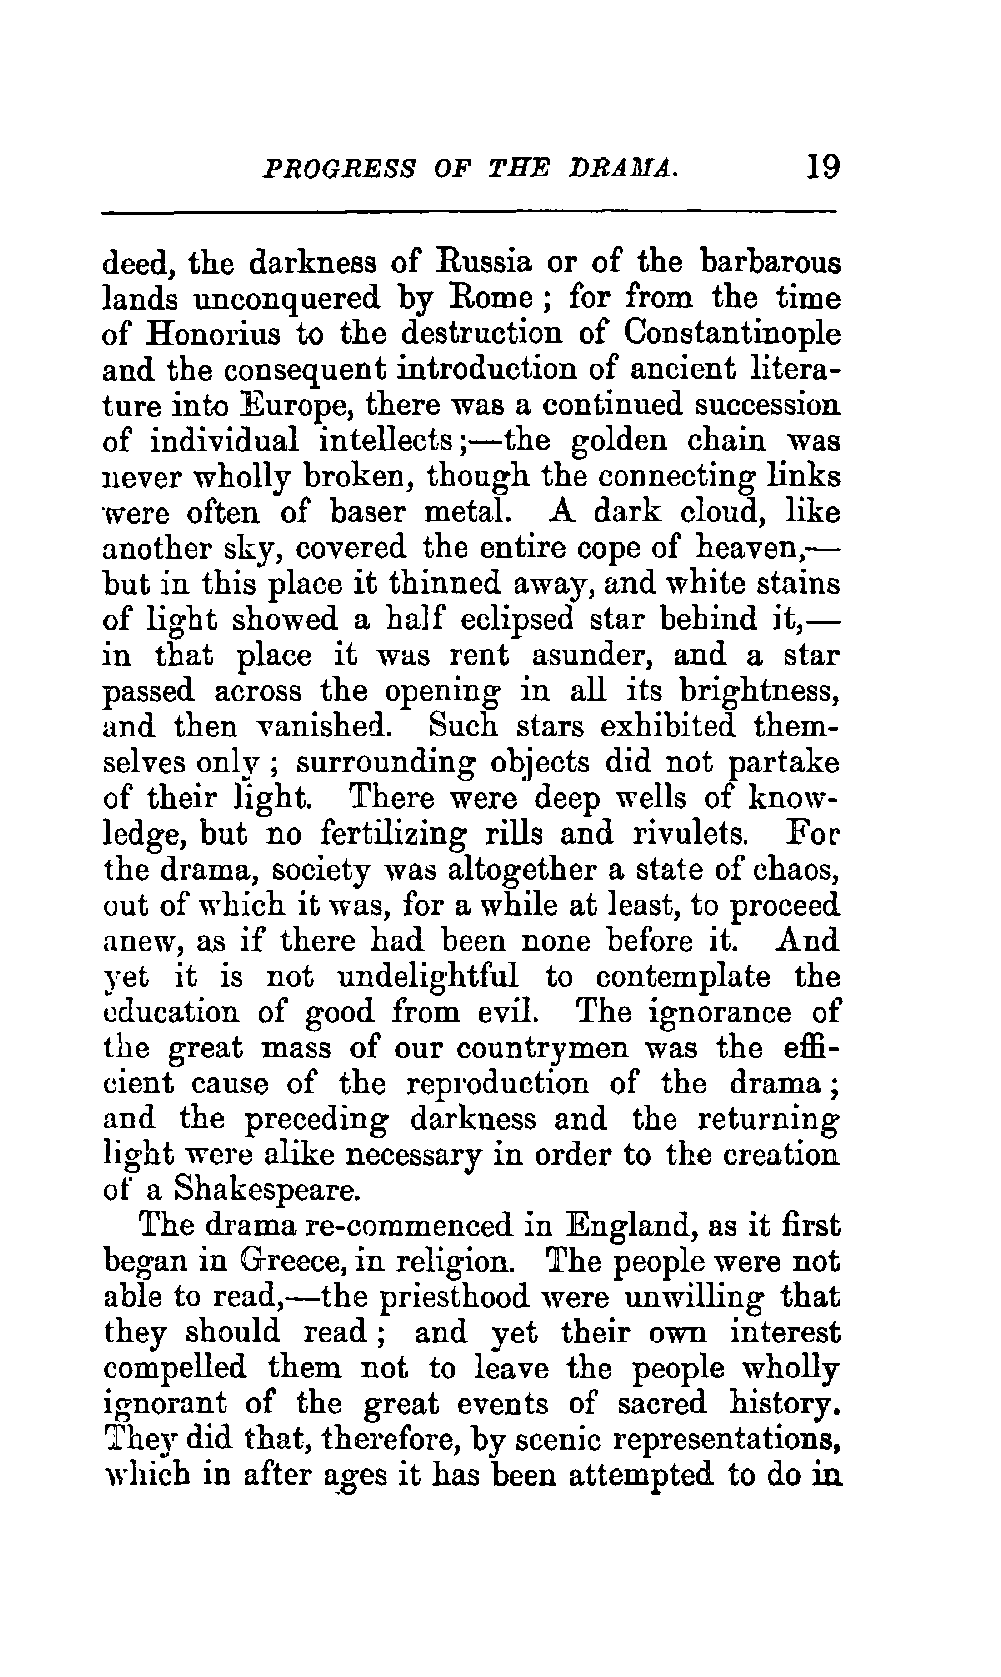 PROGRESS OF THE DRAMA. 19
deed, the darkness of Russia or of the barbarous
lands unconquered by Rome ; for from the time
of Honorius to the destruction of Constantinople
and the consequent introduction of ancient litera-
ture into Europe, there was a continued succession
of individual intellects ;—the golden chain was
never wholly broken, though the connecting links
were often of baser metal. A dark cloud, like
another sky, covered the entire cope of heaven,—
but in this place it thinned away, and white stains
of light showed a half eclipsed star behind it,—
in that place it was rent asunder, and a star
passed across the opening in all its brightness,
and then vanished. Such stars exhibited them-
selves only ; surrounding objects did not partake
of their light. There were deep wells of know-
ledge, but no fertilizing rills and rivulets. For
the drama, society was altogether a state of chaos,
out of which it was, for a while at least, to proceed
anew, as if there had been none before it. And
yet it is not undelightful to contemplate the
education of good from evil. The ignorance of
the great mass of our countrymen was the effi-
cient cause of the reproduction of the drama ;
and the preceding darkness and the returning
light were alike necessary in order to the creation
of a Shakespeare.
The drama re-commenced in England, as it first
began in Greece, in religion. The people were not
able to read,—the priesthood were unwilling that
they should read ; and yet their own interest
compelled them not to leave the people wholly
ignorant of the great events of sacred history.
They did that, therefore, by scenic representations,
which in after ages it has been attempted to do in